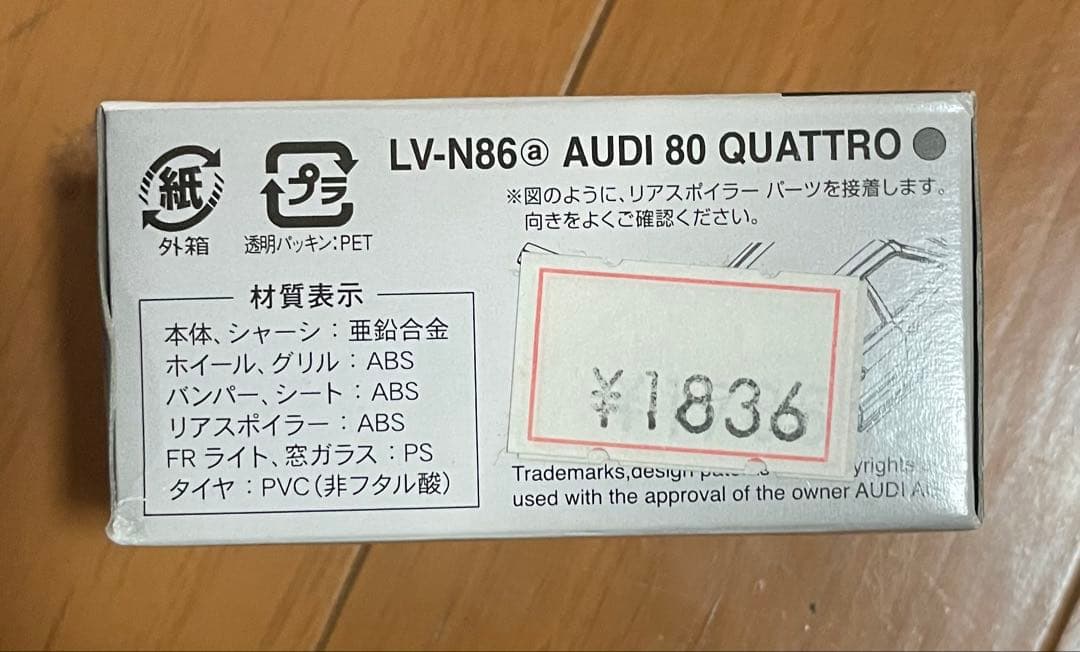 LV-N86ⓐ AUDI 80 QUATTRO
※図のように、リアスポイラー パーツを接着します。
向きをよくご確認ください。
紙
外箱
プラ
透明パッキン:PET
材質表示
本体、シャーシ:亜鉛合金
ホイール、グリル:ABS
バンパー、シート:ABS
リアスポイラー:ABS
FRライト、窓ガラス:PS
タイヤ:PVC(非フタル酸)
¥1836
Trademarks,design
used with the approval of the owner AUDI